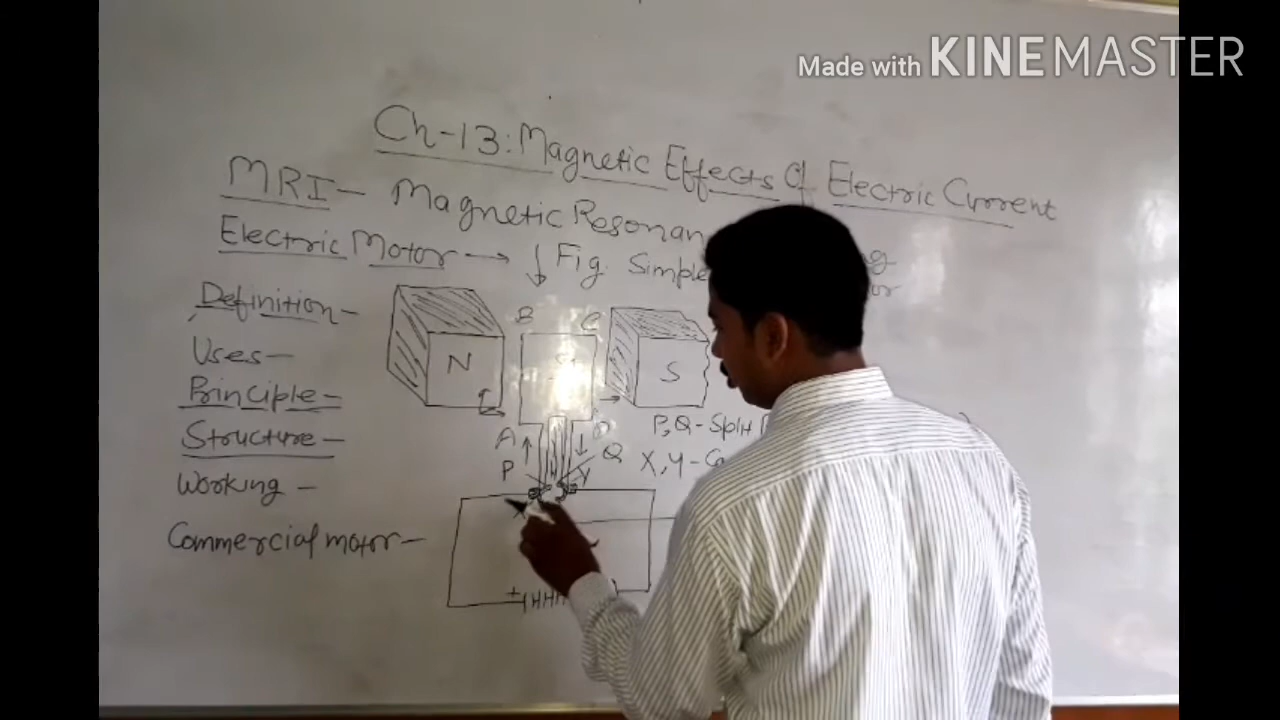 Made with KINEMASTER
Ch-13: Magnetic Effects Of Electric Current
MRI - Magnetic Resonan
Electric Motor → ↓ Fig. Simple
Definition -
Uses -
Principle -
Structure -
Working -
Commercial motor -
B C
N S
A D
P Q
P,Q - Split
X,Y - Ca
X Y
+